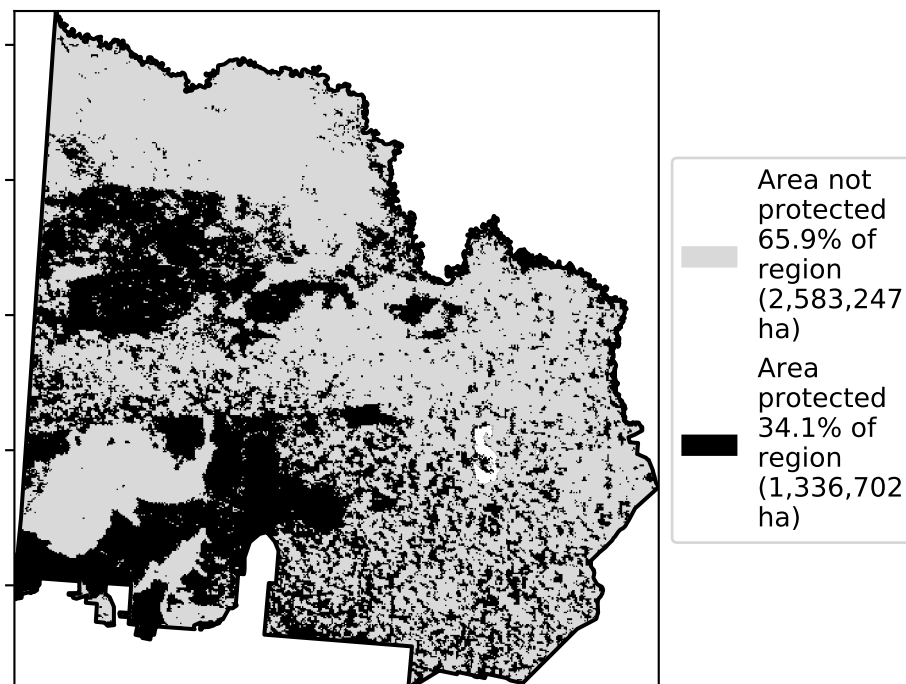 Area not
protected
65.9% of
region
(2,583,247
ha)
Area
protected
34.1% of
region
(1,336,702
ha)